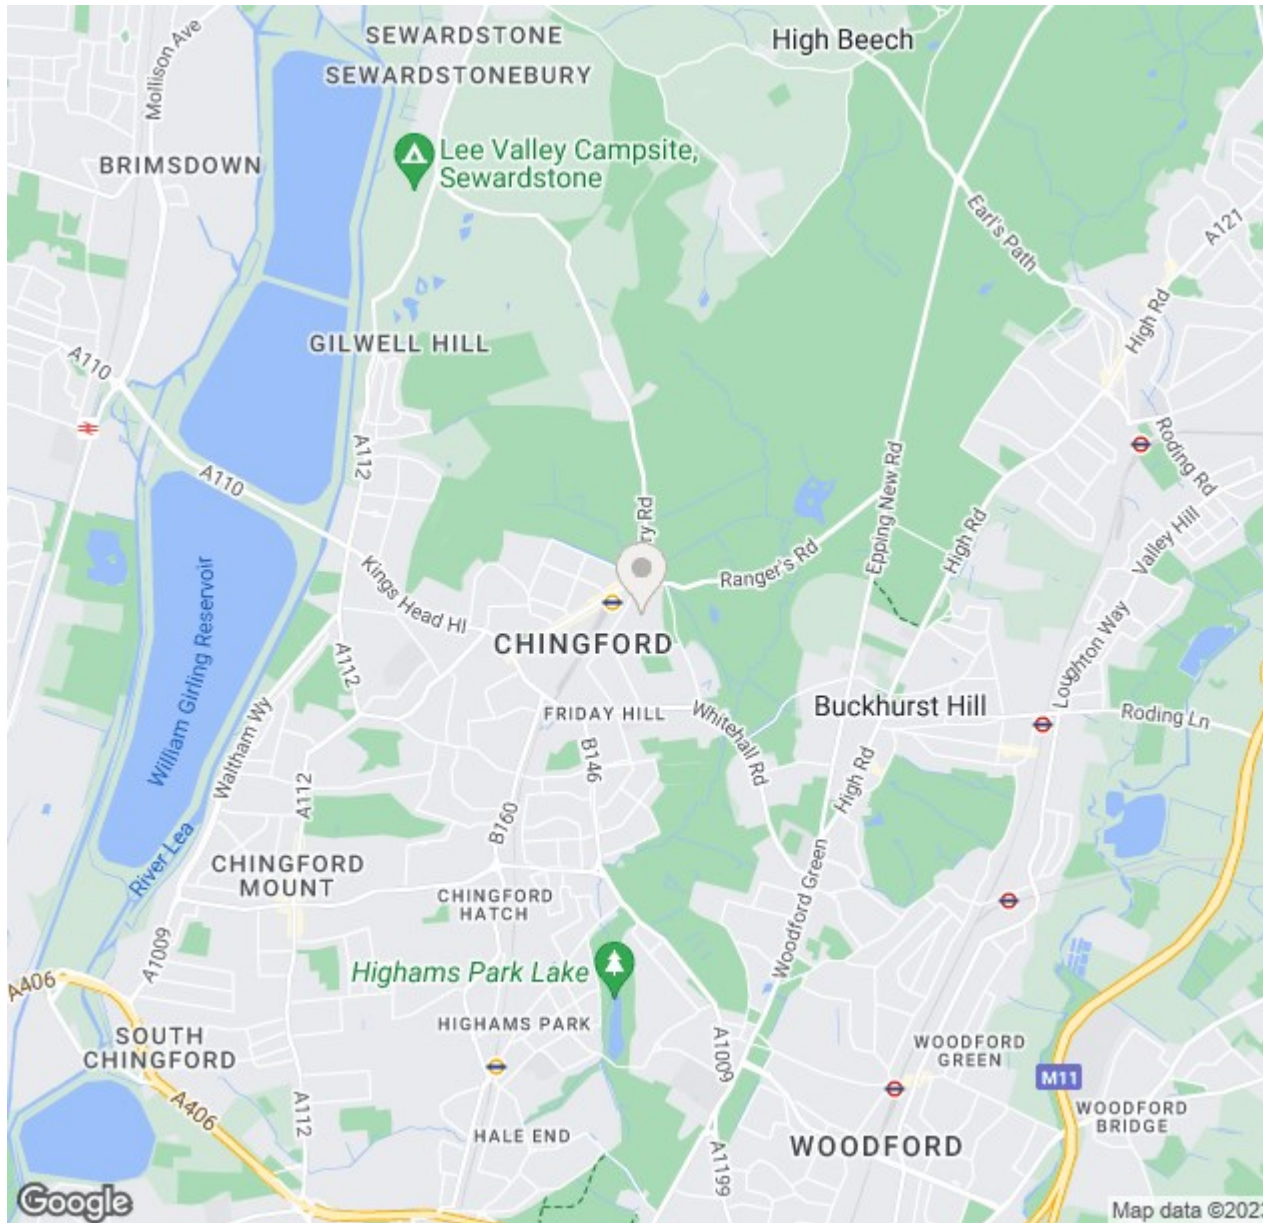 SEWARDSTONE
High Beech
SEWARDSTONEBURY
Mollison Ave
BRIMSDOWN
Lee Valley Campsite,
Sewardstone
Earl's Path
A121
GILWELL HILL
High Rd
A110
A112
Roding Rd
A110
Epping New Rd
ry Rd
High Rd
Valley Hill
Ranger's Rd
Kings Head Hl
William Girling Reservoir
CHINGFORD
A112
Loughton Way
Waltham Wy
FRIDAY HILL
Whitehall Rd
Buckhurst Hill
Roding Ln
B146
High Rd
A112
B160
River Lea
CHINGFORD
MOUNT
CHINGFORD
HATCH
Woodford Green
A1009
A406
Highams Park Lake
HIGHAMS PARK
SOUTH
CHINGFORD
A1009
WOODFORD
GREEN
M11
A406
A112
WOODFORD
BRIDGE
HALE END
WOODFORD
A1199
Google
Map data ©2023